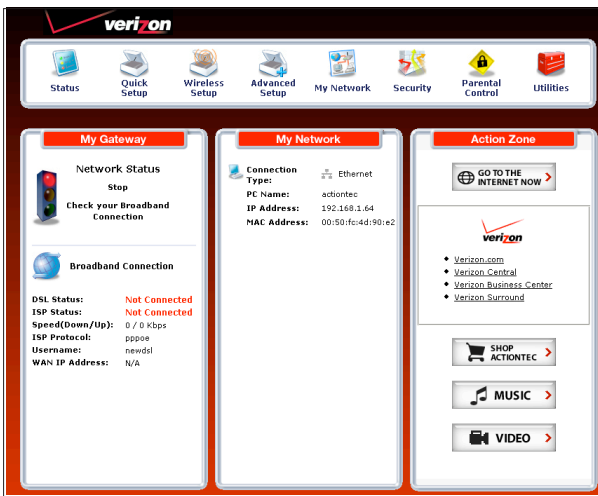 verizon
Status
Quick
Setup
Wireless
Setup
Advanced
Setup
My Network
Security
Parental
Control
Utilities
My Gateway
Network Status
Stop
Check your Broadband
Connection
Broadband Connection
DSL Status: Not Connected
ISP Status: Not Connected
Speed(Down/Up): 0 / 0 Kbps
ISP Protocol: pppoe
Username: newdsl
WAN IP Address: N/A
My Network
Connection
Type: Ethernet
PC Name: actiontec
IP Address: 192.168.1.64
MAC Address: 00:50:fc:4d:90:e2
Action Zone
GO TO THE
INTERNET NOW
verizon
Verizon.com
Verizon Central
Verizon Business Center
Verizon Surround
SHOP
ACTIONTEC
MUSIC
VIDEO